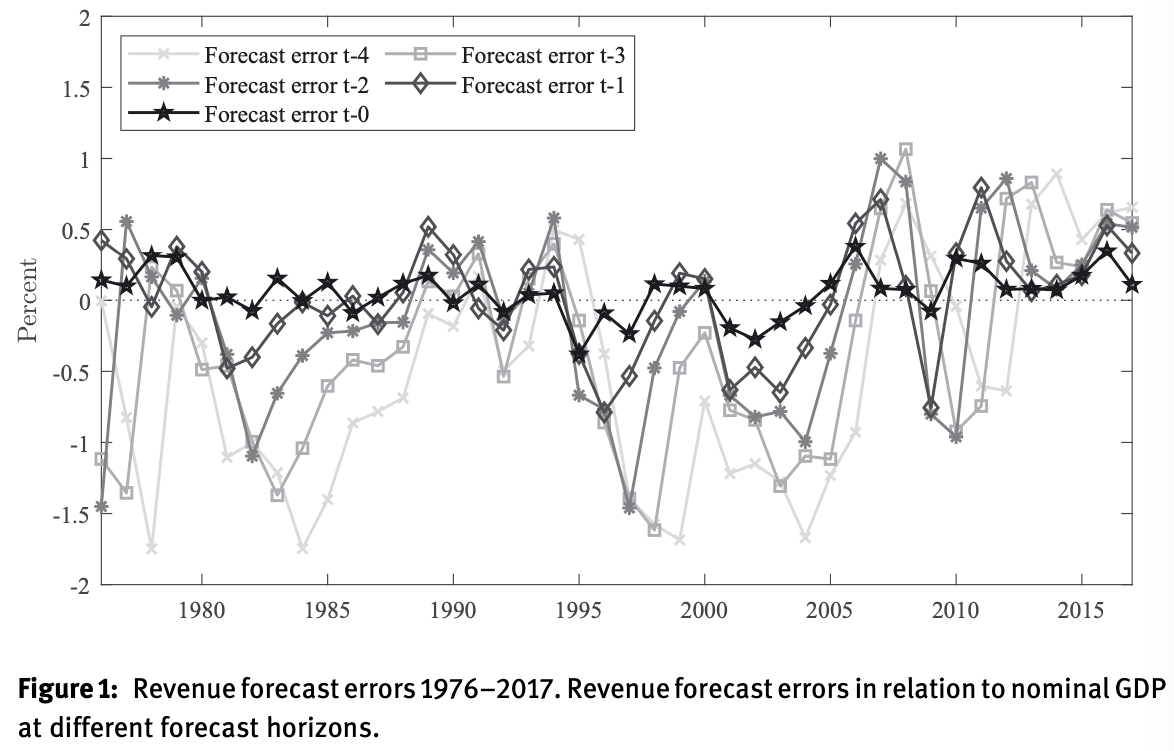 2
1.5
1
0.5
0
-0.5
-1
-1.5
-2
Percent
Forecast error t-4
Forecast error t-3
Forecast error t-2
Forecast error t-1
Forecast error t-0
1980
1985
1990
1995
2000
2005
2010
2015
Figure 1: Revenue forecast errors 1976–2017. Revenue forecast errors in relation to nominal GDP
at different forecast horizons.